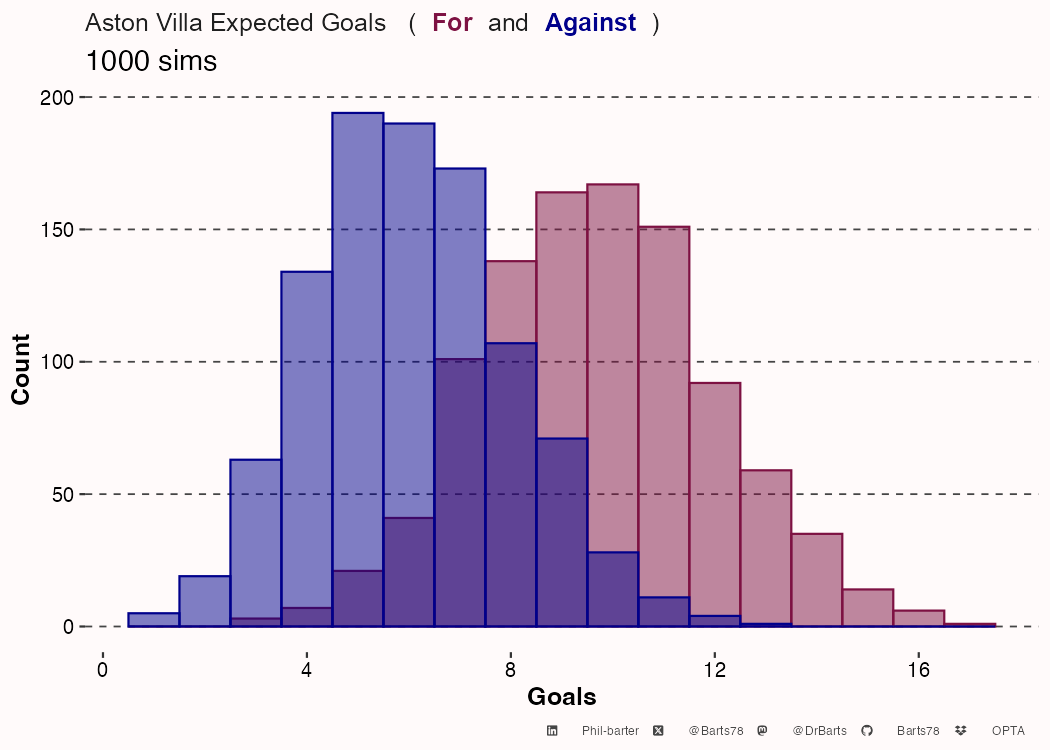 Aston Villa Expected Goals ( For and Against )
1000 sims
200
150
100
50
0
Count
0 4 8 12 16
Goals
Phil-barter @Barts78 @DrBarts Barts78 OPTA